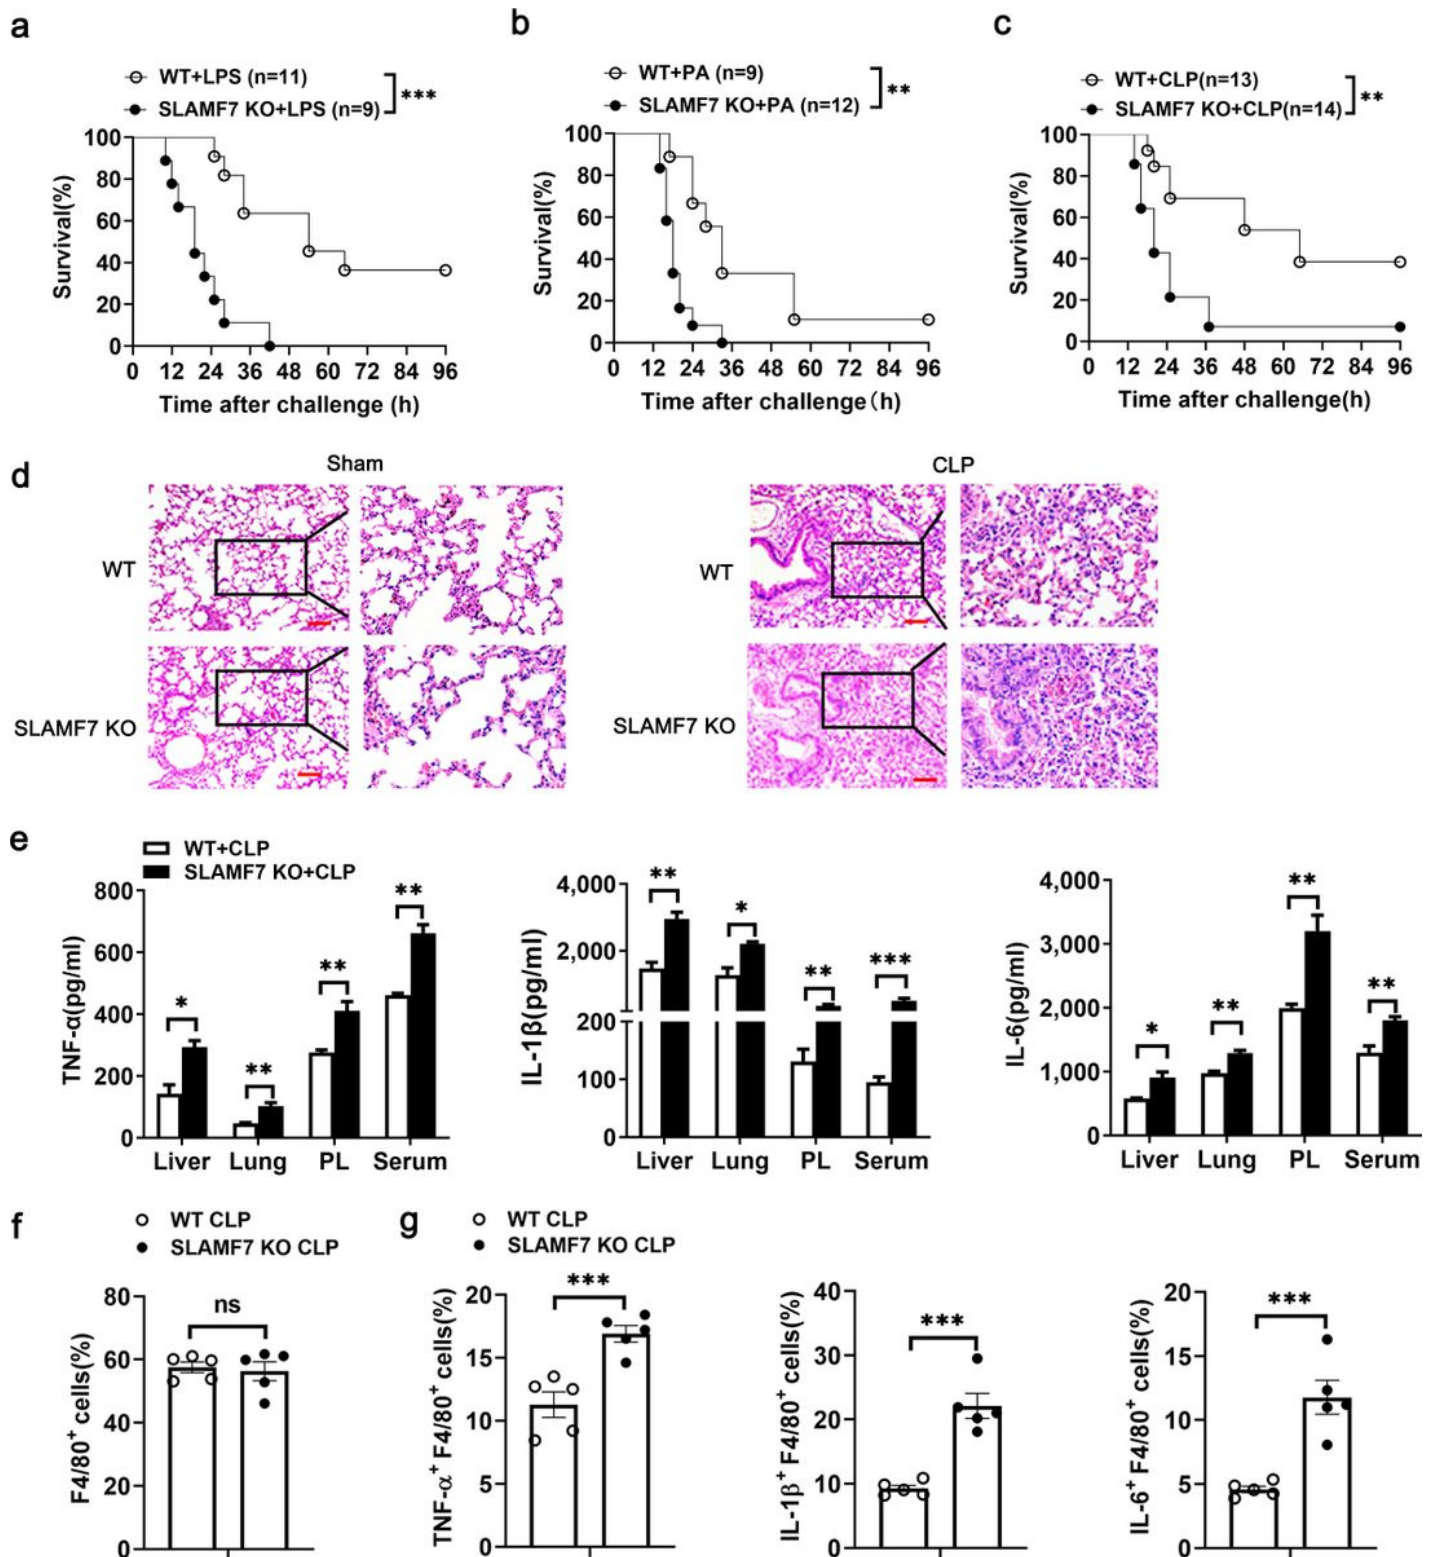 a
WT+LPS (n=11)
SLAMF7 KO+LPS (n=9)
***
Survival(%)
100
80
60
40
20
0
0 12 24 36 48 60 72 84 96
Time after challenge (h)
b
WT+PA (n=9)
SLAMF7 KO+PA (n=12)
**
Survival(%)
100
80
60
40
20
0
0 12 24 36 48 60 72 84 96
Time after challenge(h)
c
WT+CLP(n=13)
SLAMF7 KO+CLP(n=14)
**
Survival(%)
100
80
60
40
20
0
0 12 24 36 48 60 72 84 96
Time after challenge(h)
d
Sham
CLP
WT
WT
SLAMF7 KO
SLAMF7 KO
e
WT+CLP
SLAMF7 KO+CLP
TNF-α(pg/ml)
800
600
400
200
0
* ** ** **
Liver Lung PL Serum
IL-1β(pg/ml)
4,000
2,000
200
100
0
** * ** ***
Liver Lung PL Serum
IL-6(pg/ml)
4,000
3,000
2,000
1,000
0
* ** ** **
Liver Lung PL Serum
f
WT CLP
SLAMF7 KO CLP
F4/80⁺ cells(%)
80
60
40
20
0
ns
g
WT CLP
SLAMF7 KO CLP
TNF-α⁺ F4/80⁺ cells(%)
20
15
10
5
0
***
IL-1β⁺ F4/80⁺ cells(%)
40
30
20
10
0
***
IL-6⁺ F4/80⁺ cells(%)
20
15
10
5
0
***